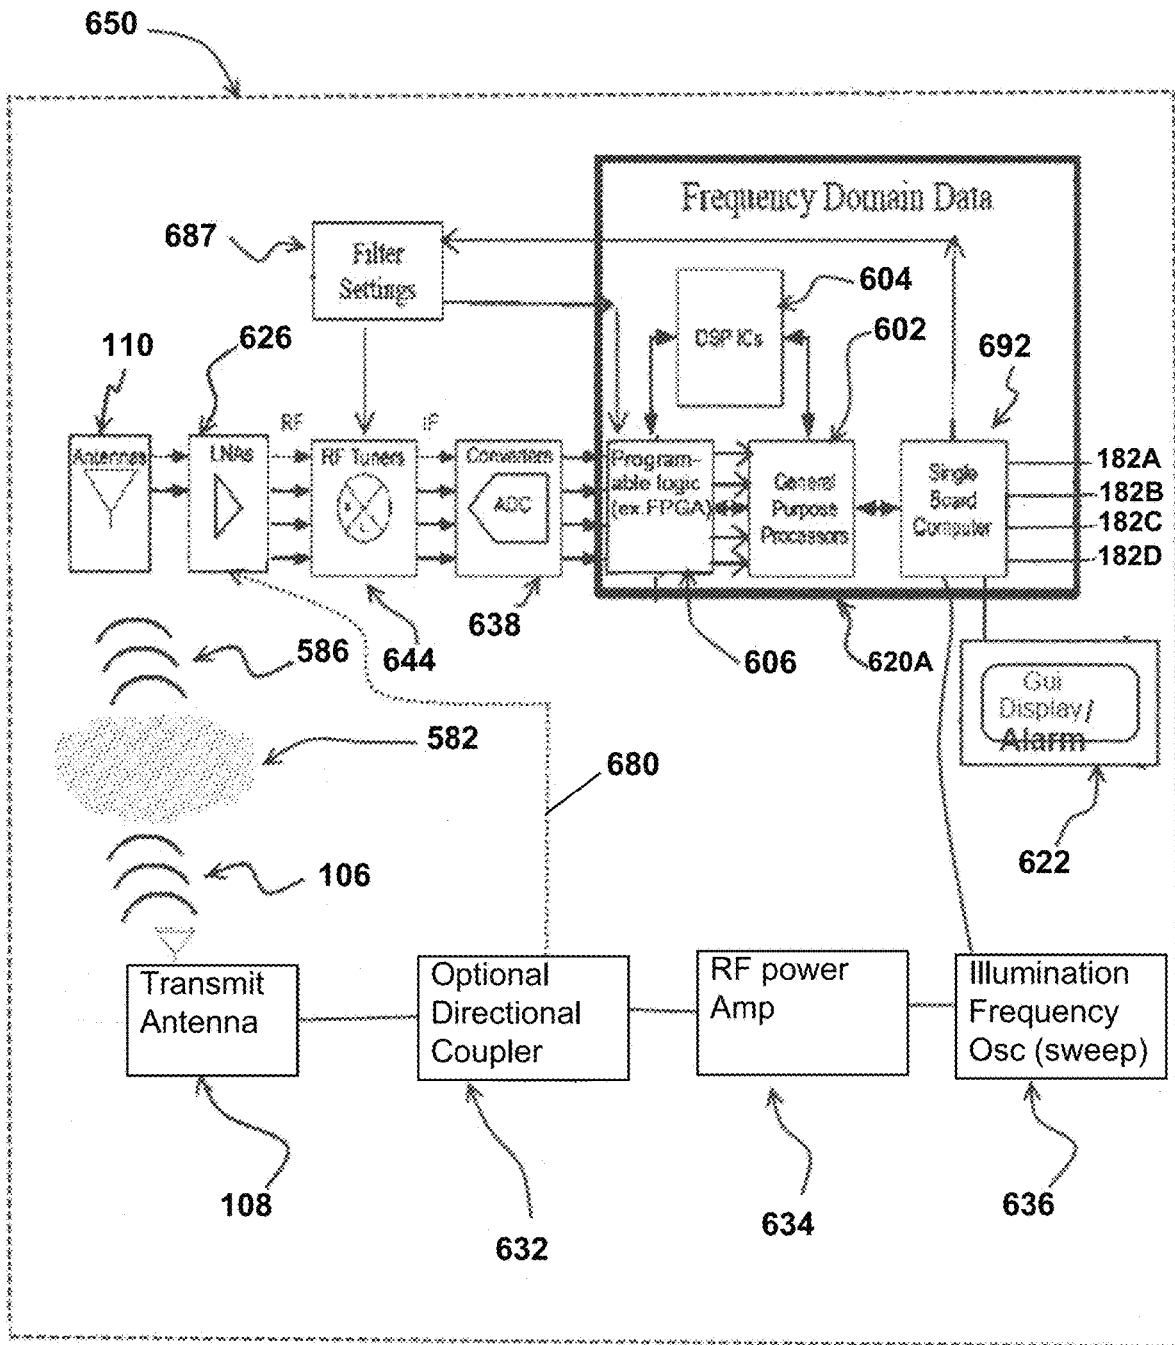 650
Frequency Domain Data
687
Filter
Settings
604
DSP ICs
602
692
110
626
RF
IF
Antennas
LNAs
RF Tuners
Converters
ADC
Program-
able logic
(ex.FPGA)
General
Purpose
Processors
Single
Board
Computer
182A
182B
182C
182D
586
644
638
606
620A
Gui
Display/
Alarm
582
680
622
106
Transmit
Antenna
Optional
Directional
Coupler
RF power
Amp
Illumination
Frequency
Osc (sweep)
108
632
634
636